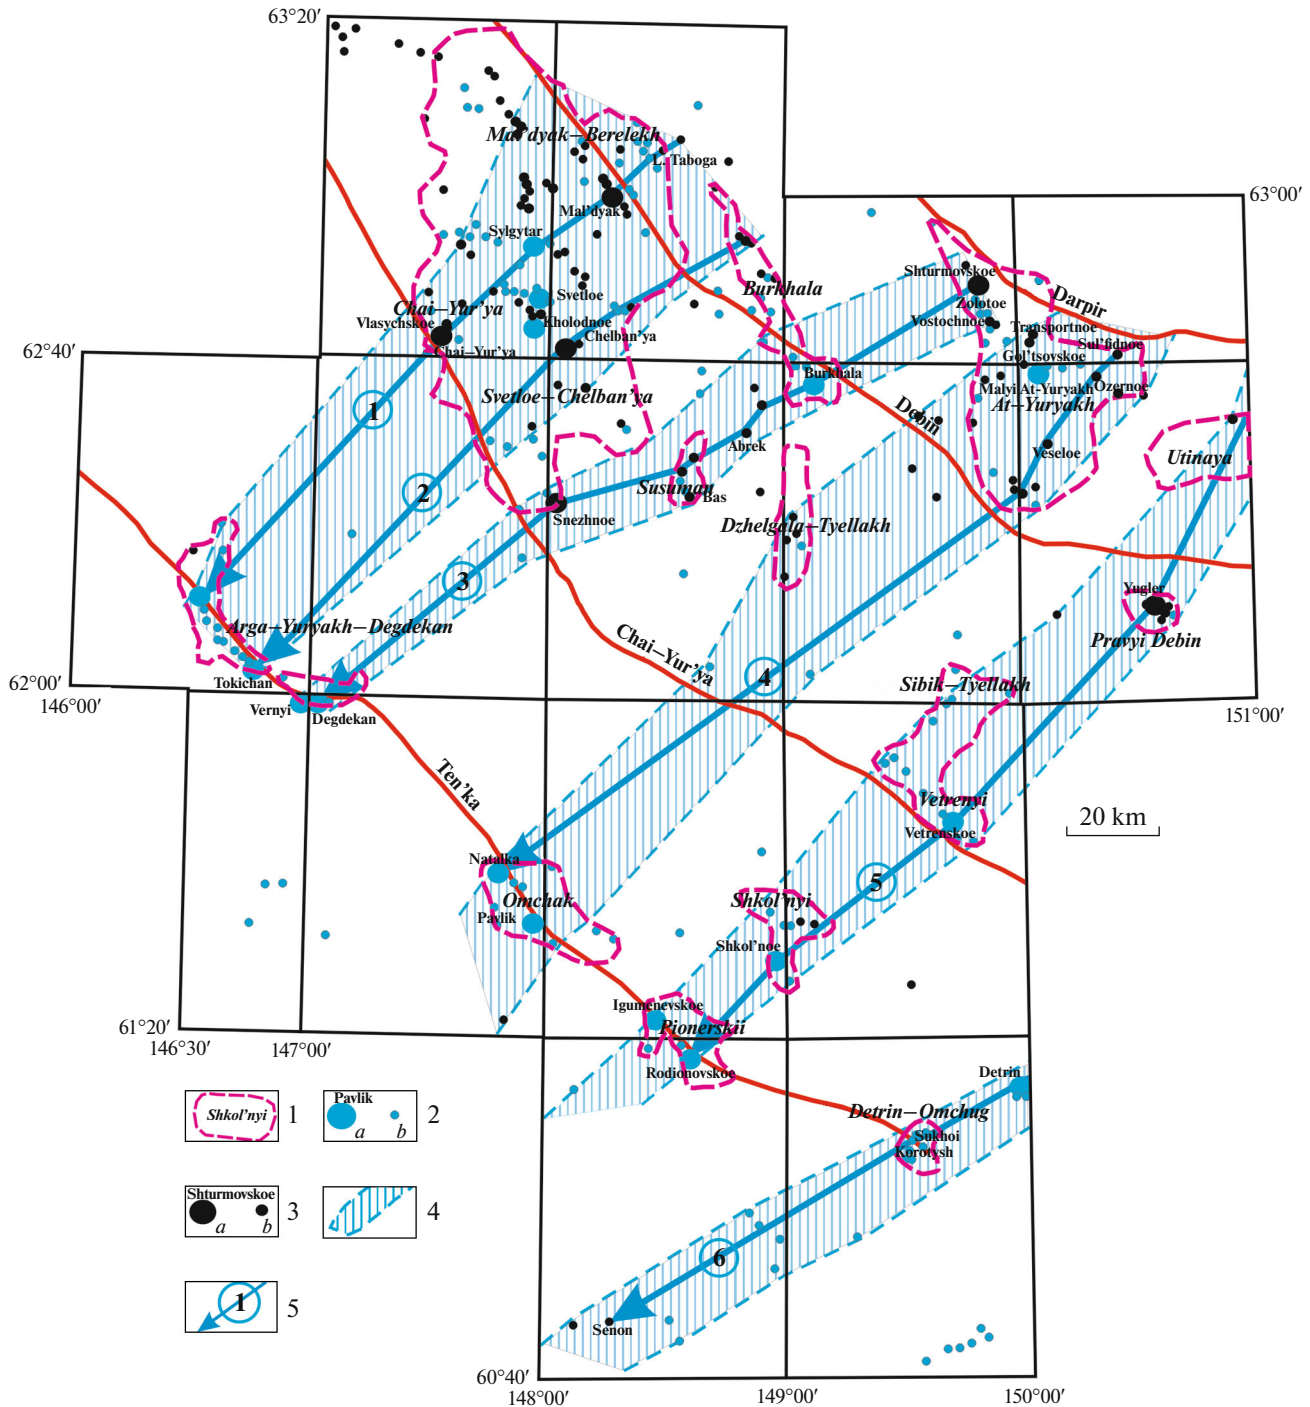 63°20′
Mal’dyak–Berelekh
L. Taboga
63°00′
Mal’dyak
Sylgytar
Shturmovskoe
Burkhala
Svetloe
Zolotoe
Darpir
Chai–Yur’ya
Vlasychskoe
Kholodnoe
Vostochnoe
Transportnoe
Chelban’ya
Sul’fidnoe
62°40′
Chai–Yur’ya
Gol’tsovskoe
Burkhala
Malyi At-Yuryakh
Ozernoe
Svetloe–Chelban’ya
At–Yuryakh
1
Debin
Abrek
Veseloe
Utinaya
2
Susuman
Bas
Snezhnoe
Dzhelgala–Tyellakh
3
Yugler
Arga–Yuryakh–Degdekan
Pravyi Debin
Chai–Yur’ya
4
62°00′
Tokichan
Sibik–Tyellakh
146°00′
Vernyi
Degdekan
151°00′
Ten’ka
Vetrenyi
20 km
Vetrenskoe
Natalka
5
Omchak
Shkol’nyi
Pavlik
Shkol’noe
Igumenevskoe
61°20′
Pionerskii
146°30′
147°00′
Rodionovskoe
Detrin
Pavlik
Shkol’nyi
1
a
b
2
Detrin–Omchug
Sukhoi
Korotysh
Shturmovskoe
a
b
3
4
6
1
5
Senon
60°40′
148°00′
149°00′
150°00′